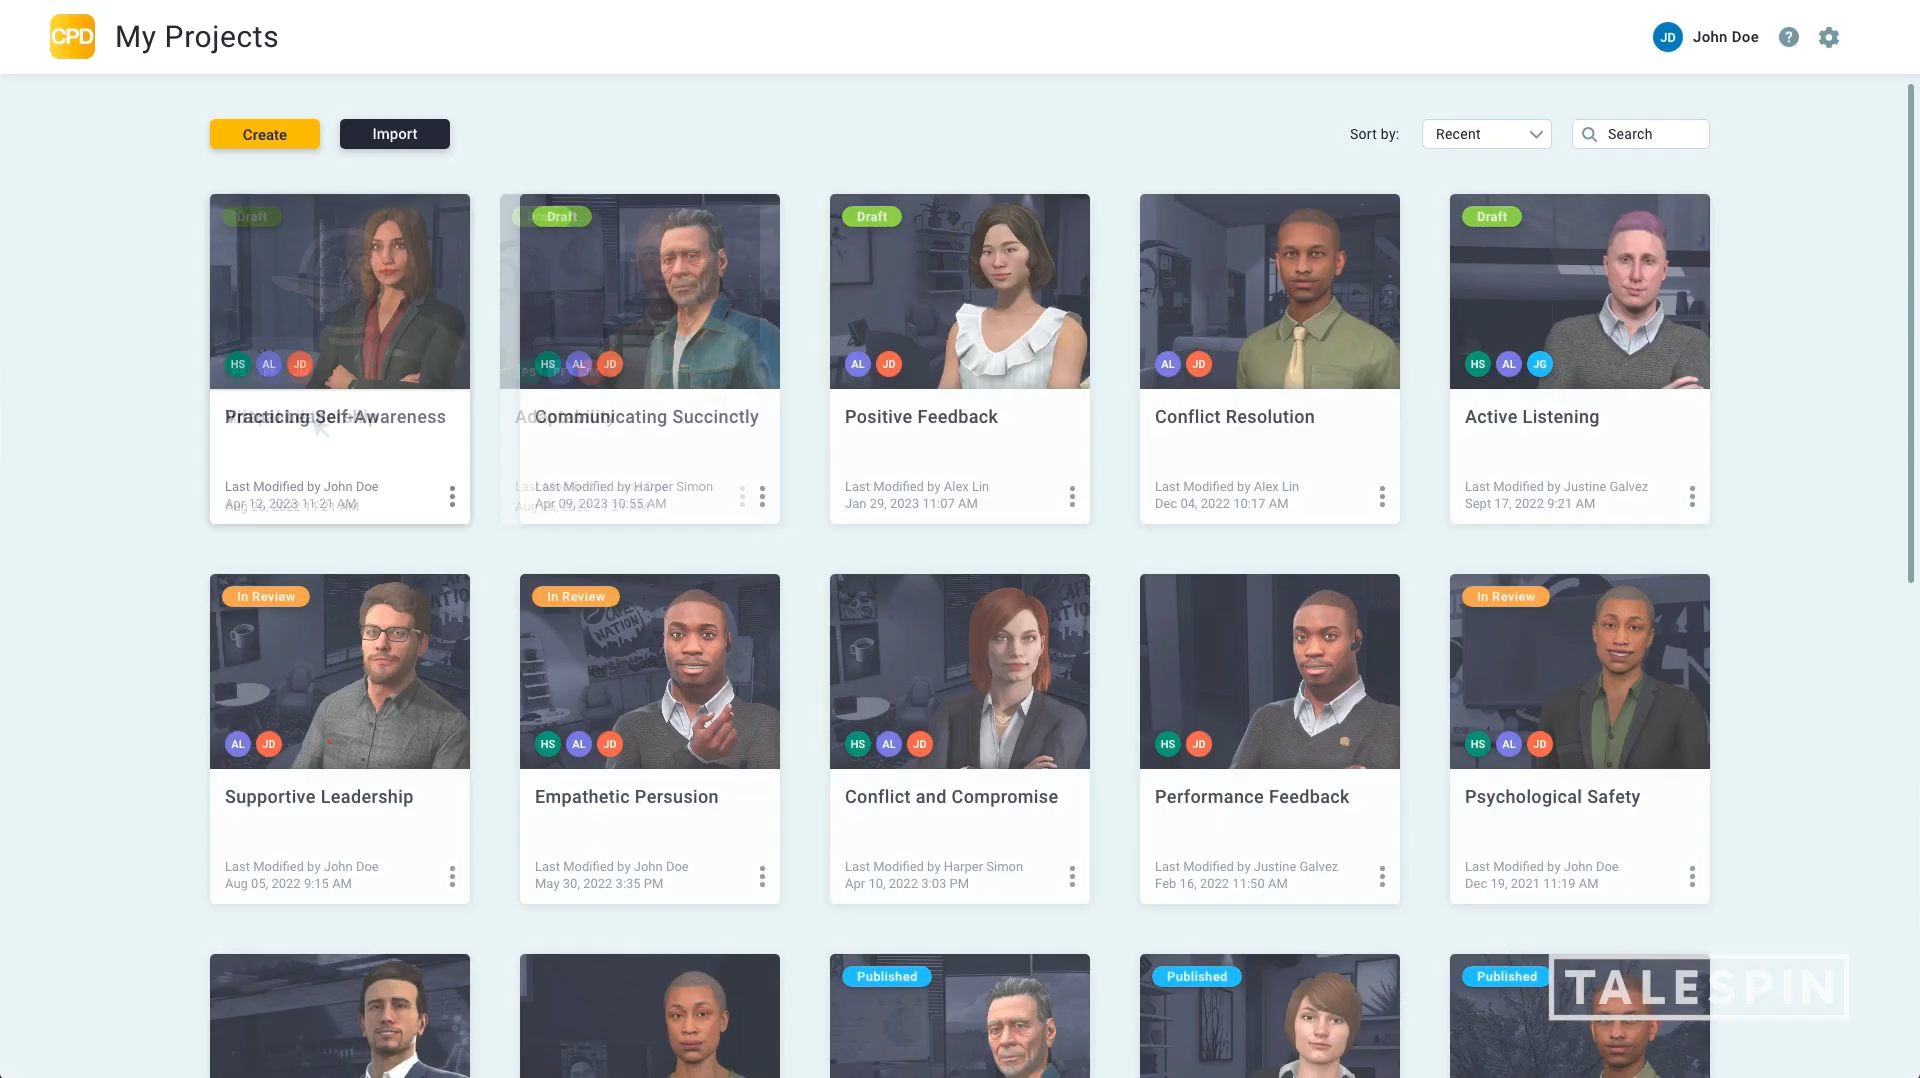 CPD
My Projects
JD
John Doe
?
Create
Import
Sort by:
Recent
Search
Draft
HS AL JD
Practicing Self-Awareness
Last Modified by John Doe
Apr 12, 2023 11:21 AM
Draft
HS AL JD
Communicating Succinctly
Last Modified by Harper Simon
Apr 09, 2023 10:55 AM
Draft
AL JD
Positive Feedback
Last Modified by Alex Lin
Jan 29, 2023 11:07 AM
AL JD
Conflict Resolution
Last Modified by Alex Lin
Dec 04, 2022 10:17 AM
Draft
HS AL JG
Active Listening
Last Modified by Justine Galvez
Sept 17, 2022 9:21 AM
In Review
AL JD
Supportive Leadership
Last Modified by John Doe
Aug 05, 2022 9:15 AM
In Review
HS AL JD
Empathetic Persusion
Last Modified by John Doe
May 30, 2022 3:35 PM
HS AL JD
Conflict and Compromise
Last Modified by Harper Simon
Apr 10, 2022 3:03 PM
HS JD
Performance Feedback
Last Modified by Justine Galvez
Feb 16, 2022 11:50 AM
In Review
HS AL JD
Psychological Safety
Last Modified by John Doe
Dec 19, 2021 11:19 AM
Published
Published
Published
TALESPIN